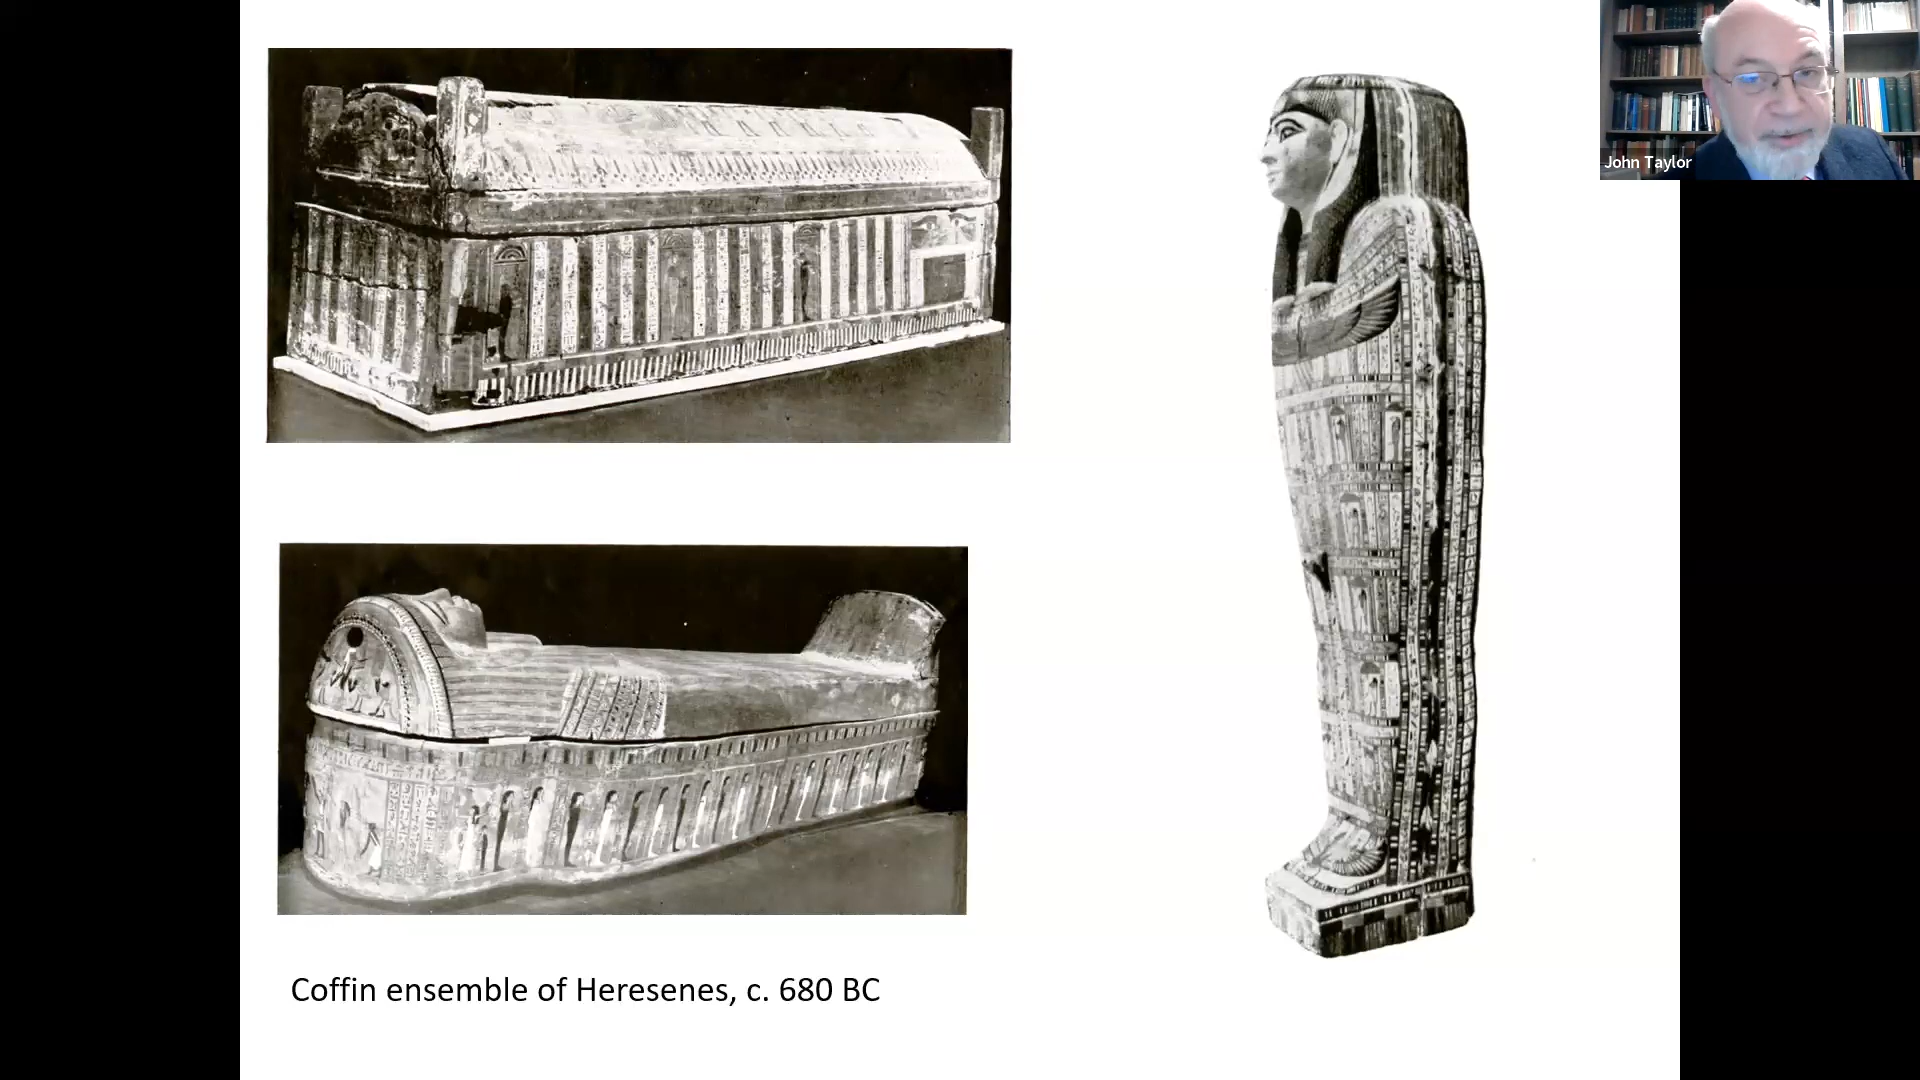 John Taylor
Coffin ensemble of Heresenes, c. 680 BC